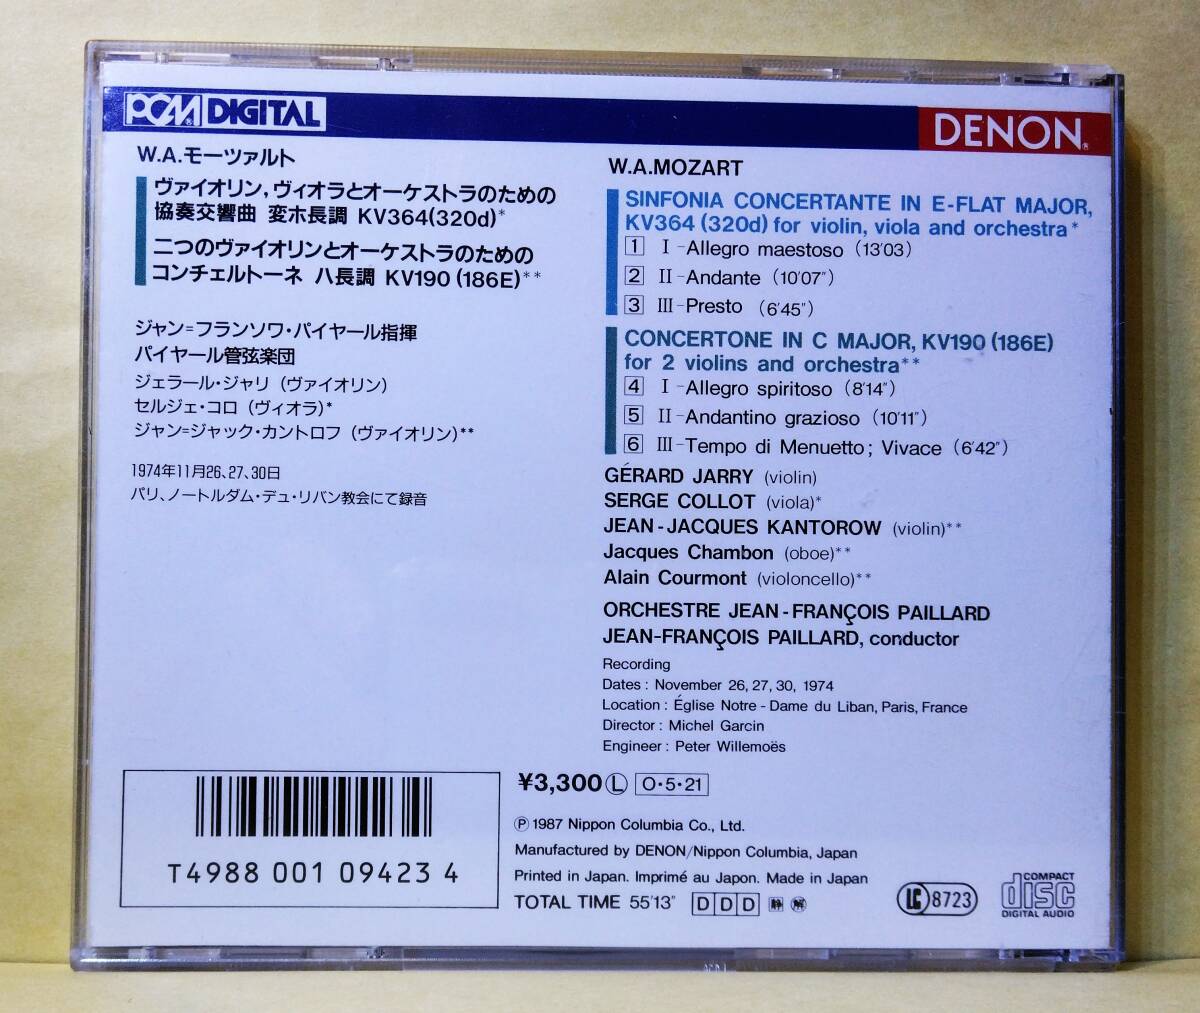 PCM DIGITAL
DENON
W.A.モーツァルト
ヴァイオリン,ヴィオラとオーケストラのための
協奏交響曲 変ホ長調 KV364(320d)*
二つのヴァイオリンとオーケストラのための
コンチェルトーネ ハ長調 KV190(186E)**
ジャン=フランソワ・パイヤール指揮
パイヤール管弦楽団
ジェラール・ジャリ(ヴァイオリン)
セルジェ・コロ(ヴィオラ)*
ジャン=ジャック・カントロフ(ヴァイオリン)**
1974年11月26、27、30日
パリ、ノートルダム・デュ・リバン教会にて録音
W.A.MOZART
SINFONIA CONCERTANTE IN E-FLAT MAJOR,
KV364(320d) for violin, viola and orchestra*
1 I-Allegro maestoso (13'03)
2 II-Andante (10'07")
3 III-Presto (6'45")
CONCERTONE IN C MAJOR, KV190(186E)
for 2 violins and orchestra**
4 I-Allegro spiritoso (8'14")
5 II-Andantino grazioso (10'11")
6 III-Tempo di Menuetto; Vivace (6'42")
GÉRARD JARRY (violin)
SERGE COLLOT (viola)*
JEAN-JACQUES KANTOROW (violin)**
Jacques Chambon (oboe)**
Alain Courmont (violoncello)**
ORCHESTRE JEAN-FRANÇOIS PAILLARD
JEAN-FRANÇOIS PAILLARD, conductor
Recording
Dates: November 26, 27, 30, 1974
Location: Église Notre-Dame du Liban, Paris, France
Director: Michel Garcin
Engineer: Peter Willemoës
T4988 001 09423 4
¥3,300 Ⓛ O・5・21
Ⓟ 1987 Nippon Columbia Co., Ltd.
Manufactured by DENON/Nippon Columbia, Japan
Printed in Japan. Imprimé au Japon. Made in Japan
TOTAL TIME 55'13" DDD 静 解
LC 8723
COMPACT
disc
DIGITAL AUDIO